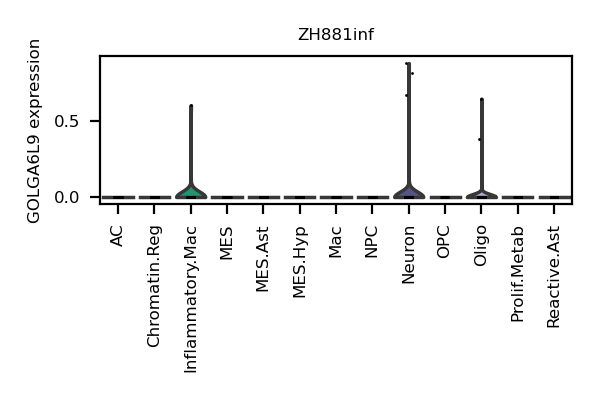 ZH881inf
GOLGA6L9 expression
0.5
0.0
AC
Chromatin.Reg
Inflammatory.Mac
MES
MES.Ast
MES.Hyp
Mac
NPC
Neuron
OPC
Oligo
Prolif.Metab
Reactive.Ast